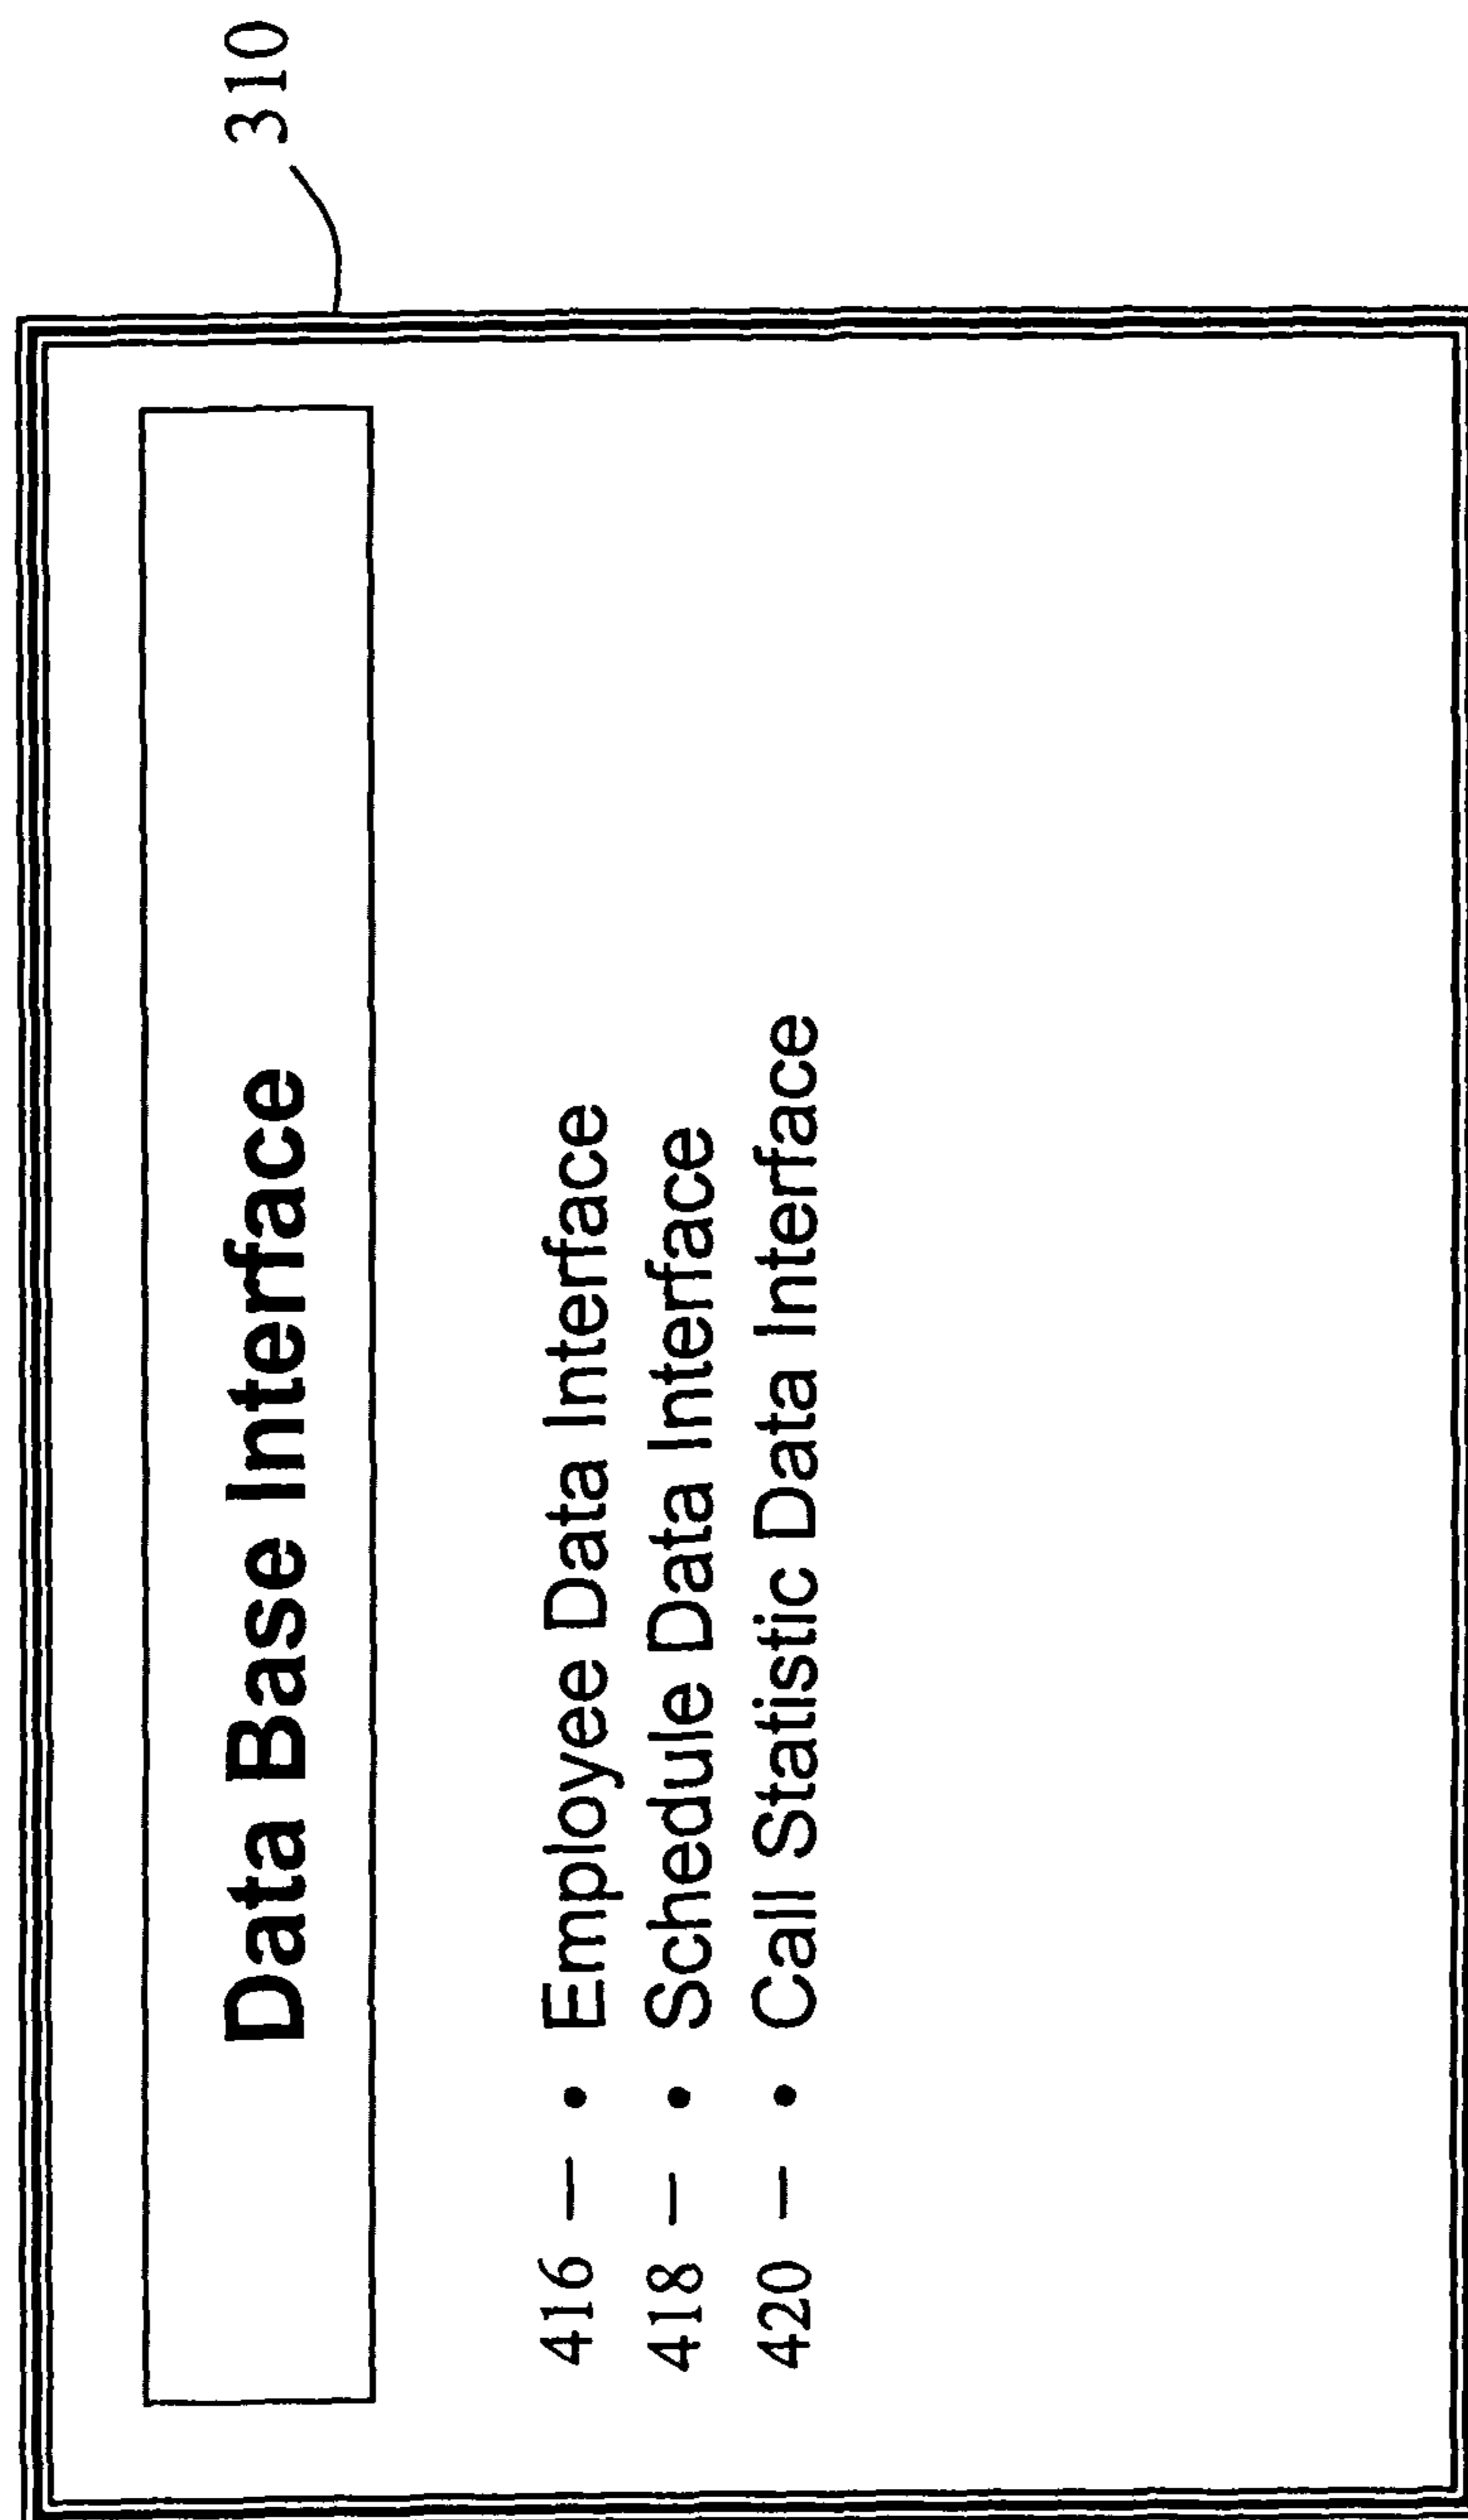 310
Data Base Interface
416 — • Employee Data Interface
418 — • Schedule Data Interface
420 — • Call Statistic Data Interface